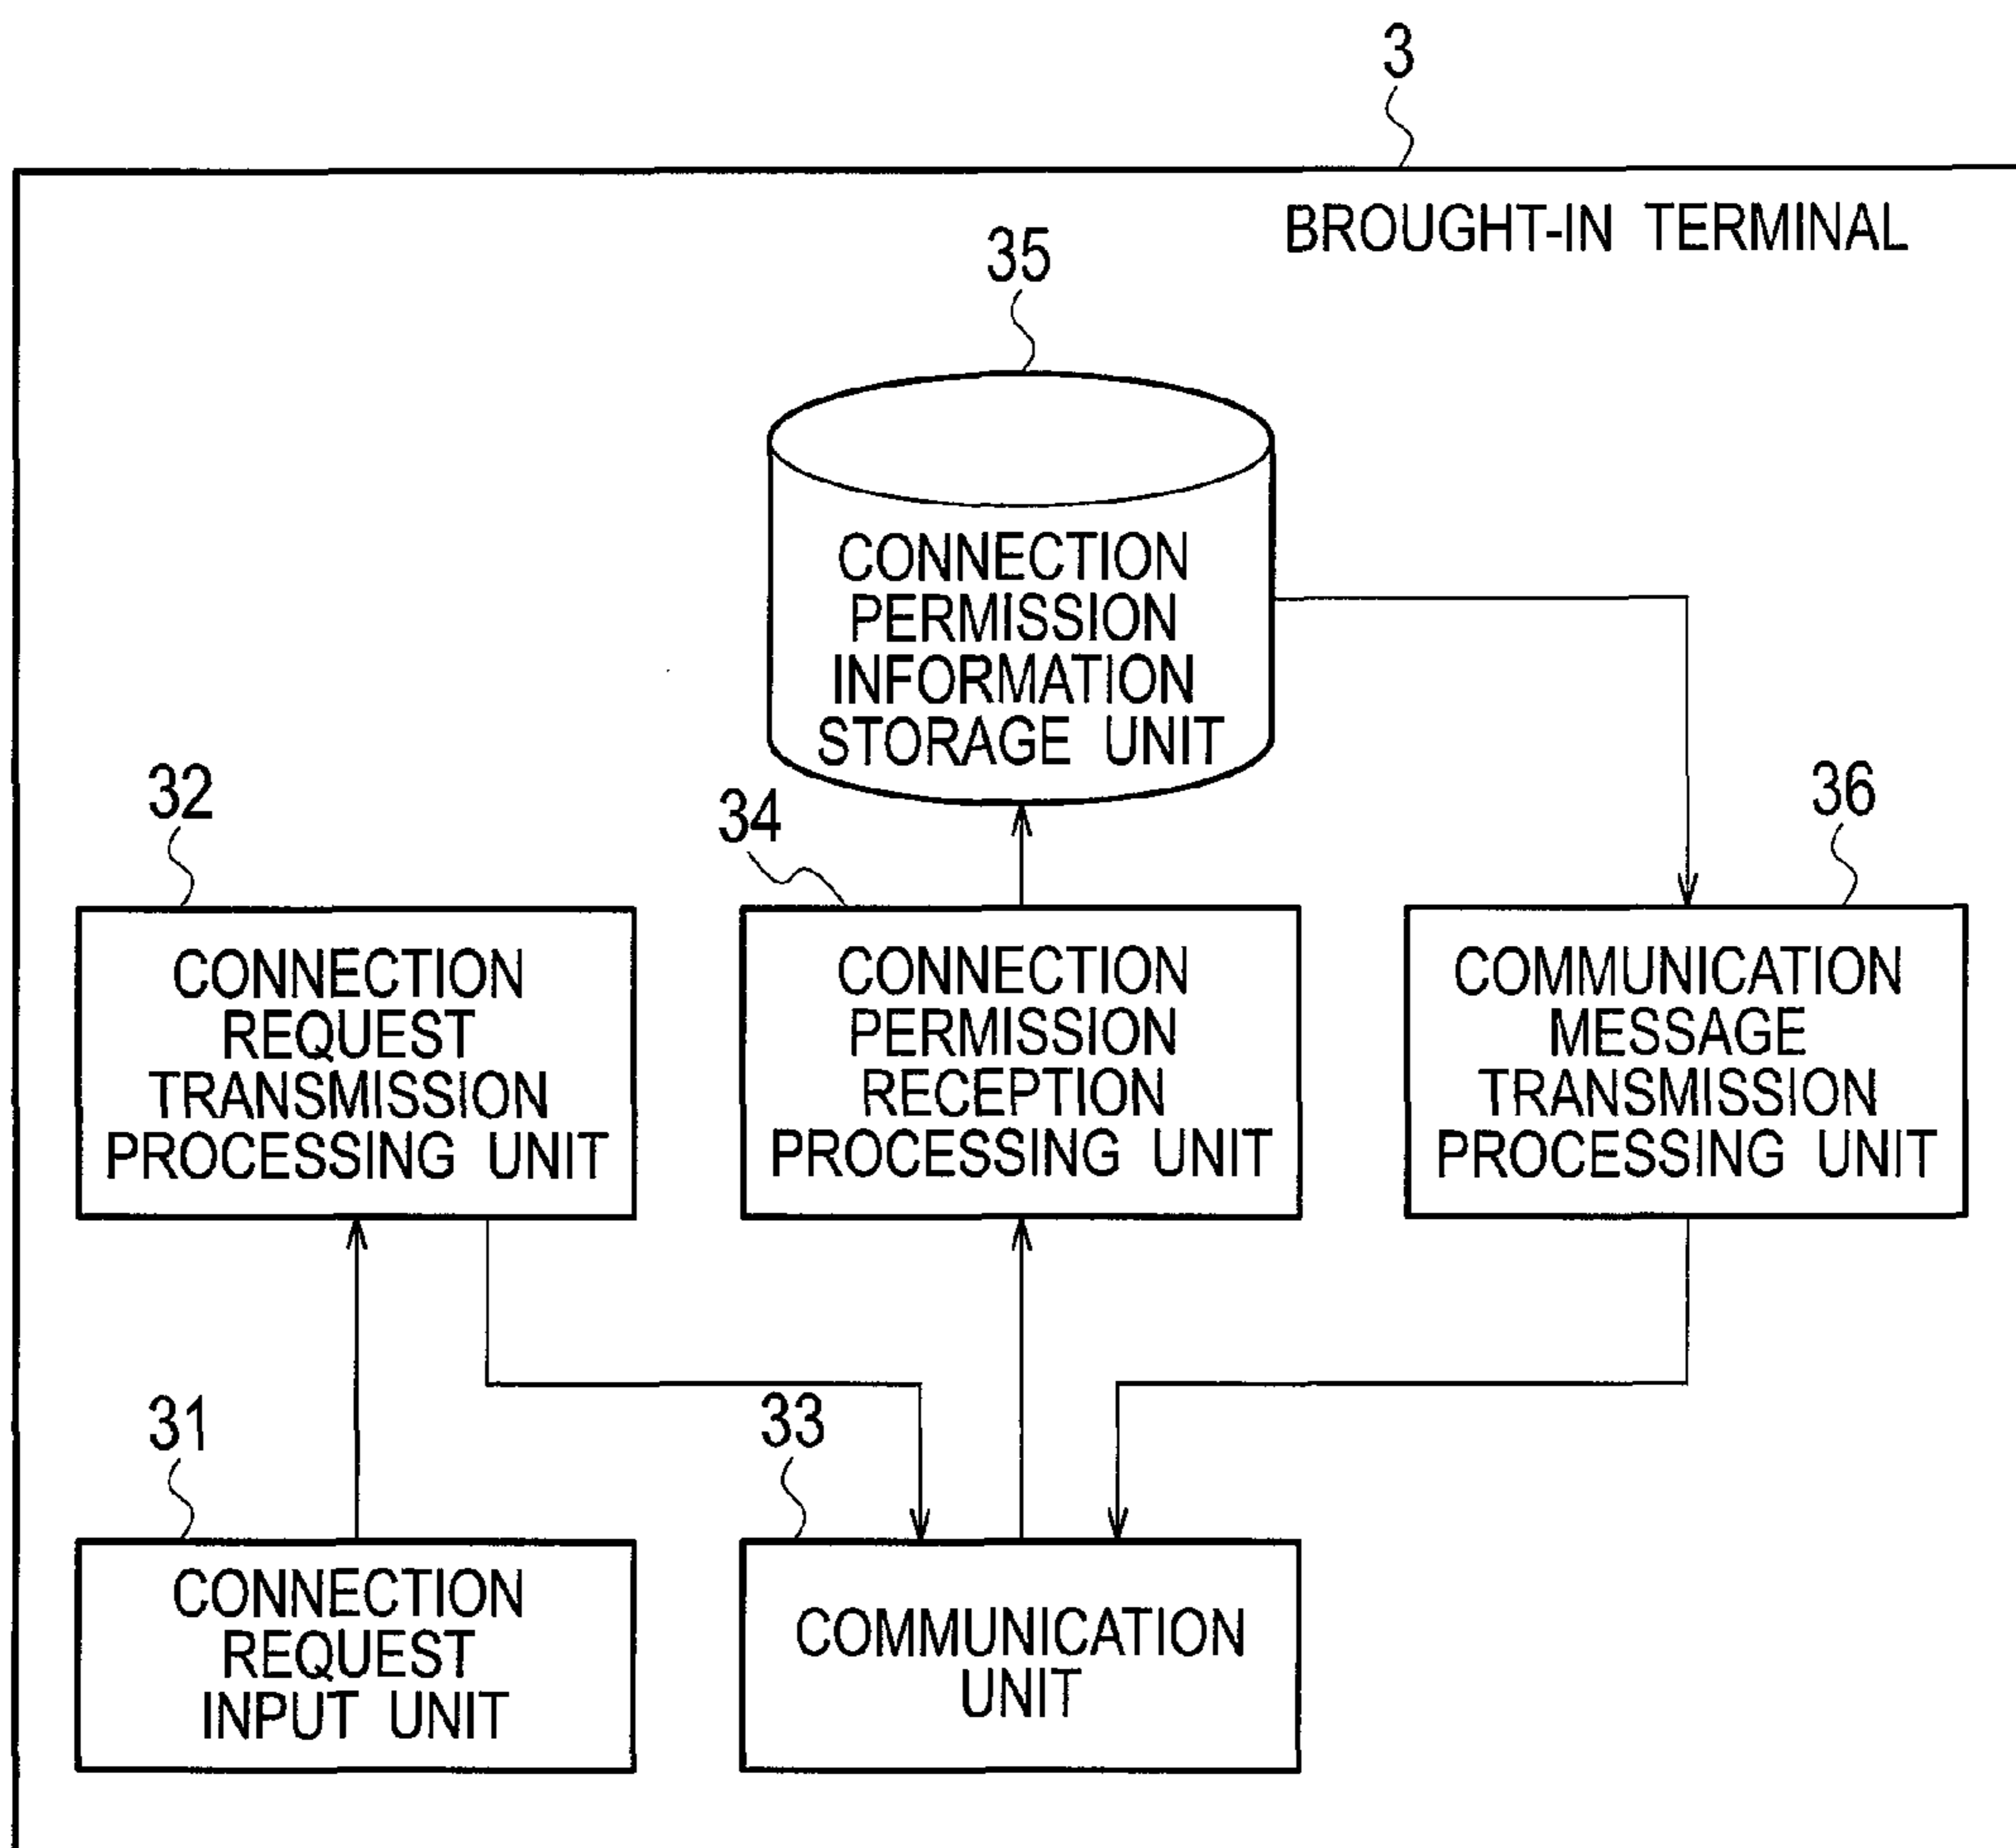 3
BROUGHT-IN TERMINAL
35
CONNECTION
PERMISSION
INFORMATION
STORAGE UNIT
32
34
36
CONNECTION
REQUEST
TRANSMISSION
PROCESSING UNIT
CONNECTION
PERMISSION
RECEPTION
PROCESSING UNIT
COMMUNICATION
MESSAGE
TRANSMISSION
PROCESSING UNIT
31
33
CONNECTION
REQUEST
INPUT UNIT
COMMUNICATION
UNIT